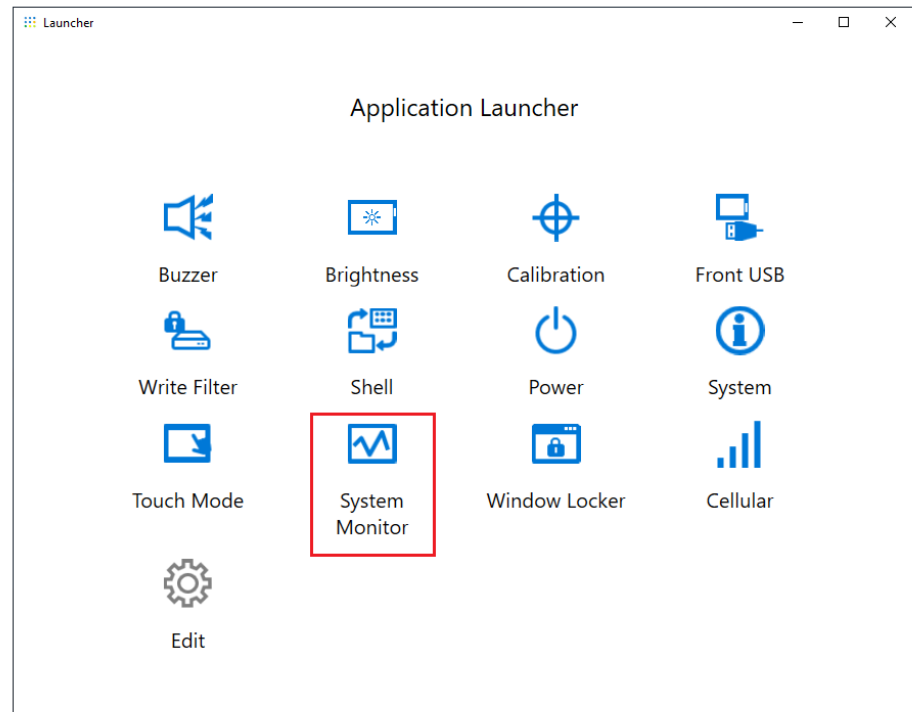 Launcher
Application Launcher
Buzzer
Brightness
Calibration
Front USB
Write Filter
Shell
Power
System
Touch Mode
System
Monitor
Window Locker
Cellular
Edit